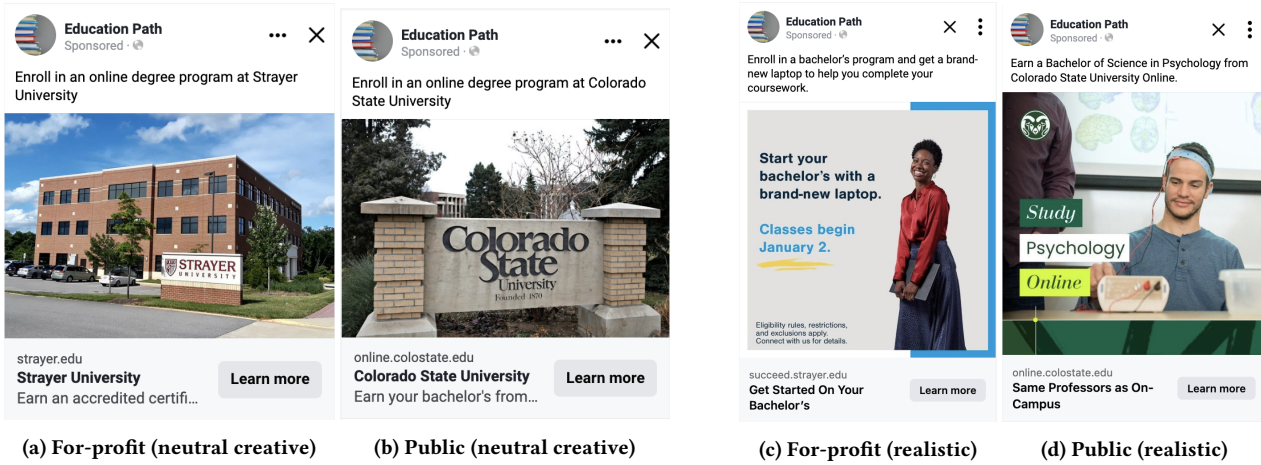 Education Path
Sponsored ·
Enroll in an online degree program at Strayer
University
STRAYER
UNIVERSITY
strayer.edu
Strayer University
Earn an accredited certifi...
Learn more
(a) For-profit (neutral creative)
Education Path
Sponsored ·
Enroll in an online degree program at Colorado
State University
Colorado
State
University
Founded 1870
online.colostate.edu
Colorado State University
Earn your bachelor's from...
Learn more
(b) Public (neutral creative)
Education Path
Sponsored ·
Enroll in a bachelor's program and get a brand-
new laptop to help you complete your
coursework.
Start your
bachelor's with a
brand-new laptop.
Classes begin
January 2.
Eligibility rules, restrictions,
and exclusions apply.
Connect with us for details.
succeed.strayer.edu
Get Started On Your
Bachelor's
Learn more
(c) For-profit (realistic)
Education Path
Sponsored ·
Earn a Bachelor of Science in Psychology from
Colorado State University Online.
Study
Psychology
Online
online.colostate.edu
Same Professors as On-
Campus
Learn more
(d) Public (realistic)